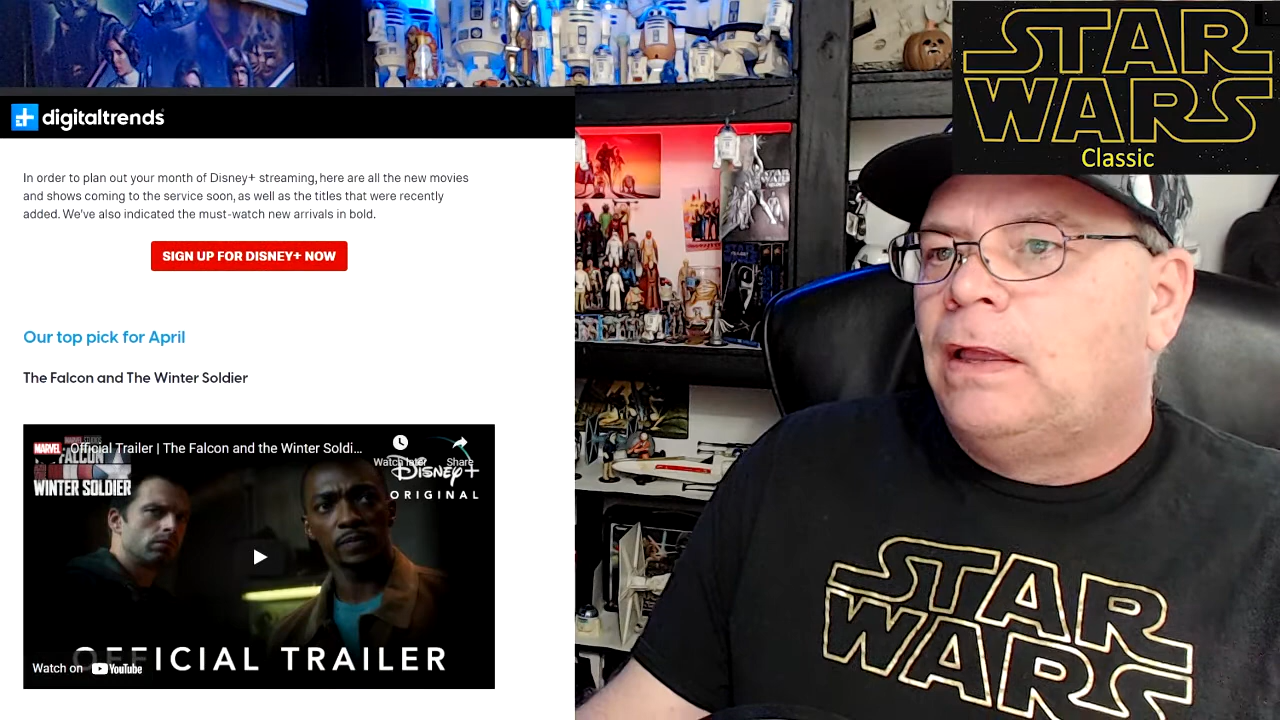 digitaltrends
In order to plan out your month of Disney+ streaming, here are all the new movies
and shows coming to the service soon, as well as the titles that were recently
added. We've also indicated the must-watch new arrivals in bold.
SIGN UP FOR DISNEY+ NOW
Our top pick for April
The Falcon and The Winter Soldier
MARVEL
Official Trailer | The Falcon and the Winter Soldi...
Watch later
Share
MARVEL STUDIOS
FALCON
WINTER SOLDIER
Disney+
ORIGINAL
OFFICIAL TRAILER
Watch on YouTube
STAR
WARS
Classic
STAR
WARS